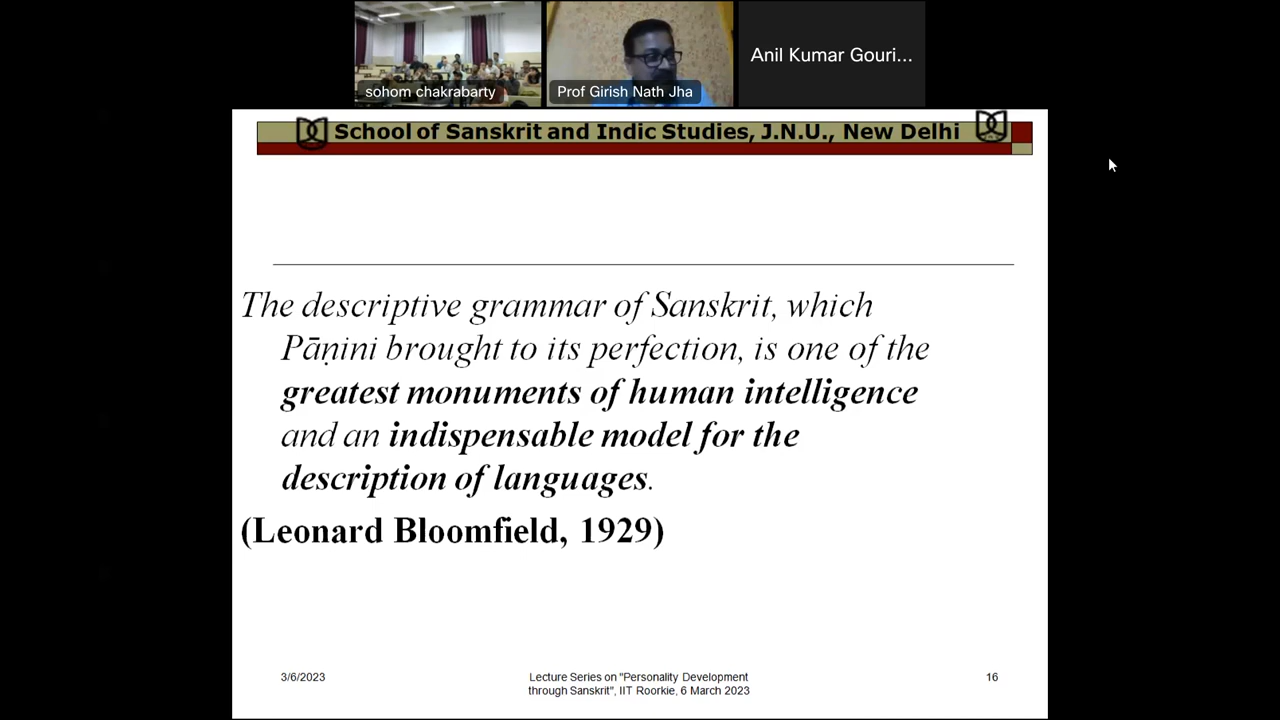 sohom chakrabarty
Prof Girish Nath Jha
Anil Kumar Gouri...
School of Sanskrit and Indic Studies, J.N.U., New Delhi
The descriptive grammar of Sanskrit, which
Pāṇini brought to its perfection, is one of the
greatest monuments of human intelligence
and an indispensable model for the
description of languages.
(Leonard Bloomfield, 1929)
3/6/2023
Lecture Series on "Personality Development
through Sanskrit", IIT Roorkie, 6 March 2023
16